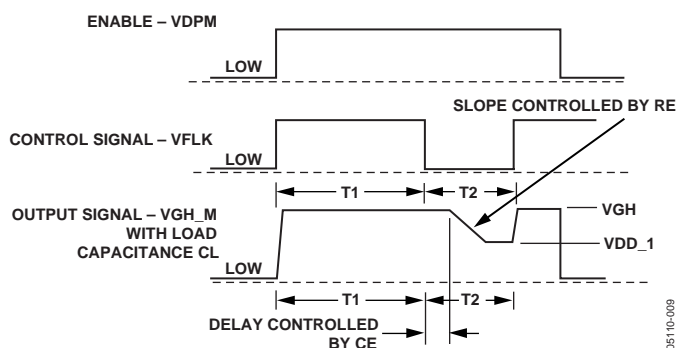 ENABLE – VDPM
LOW
SLOPE CONTROLLED BY RE
CONTROL SIGNAL – VFLK
LOW
T1
T2
OUTPUT SIGNAL – VGH_M
WITH LOAD
CAPACITANCE CL
VGH
VDD_1
LOW
T1
T2
DELAY CONTROLLED
BY CE
05110-009